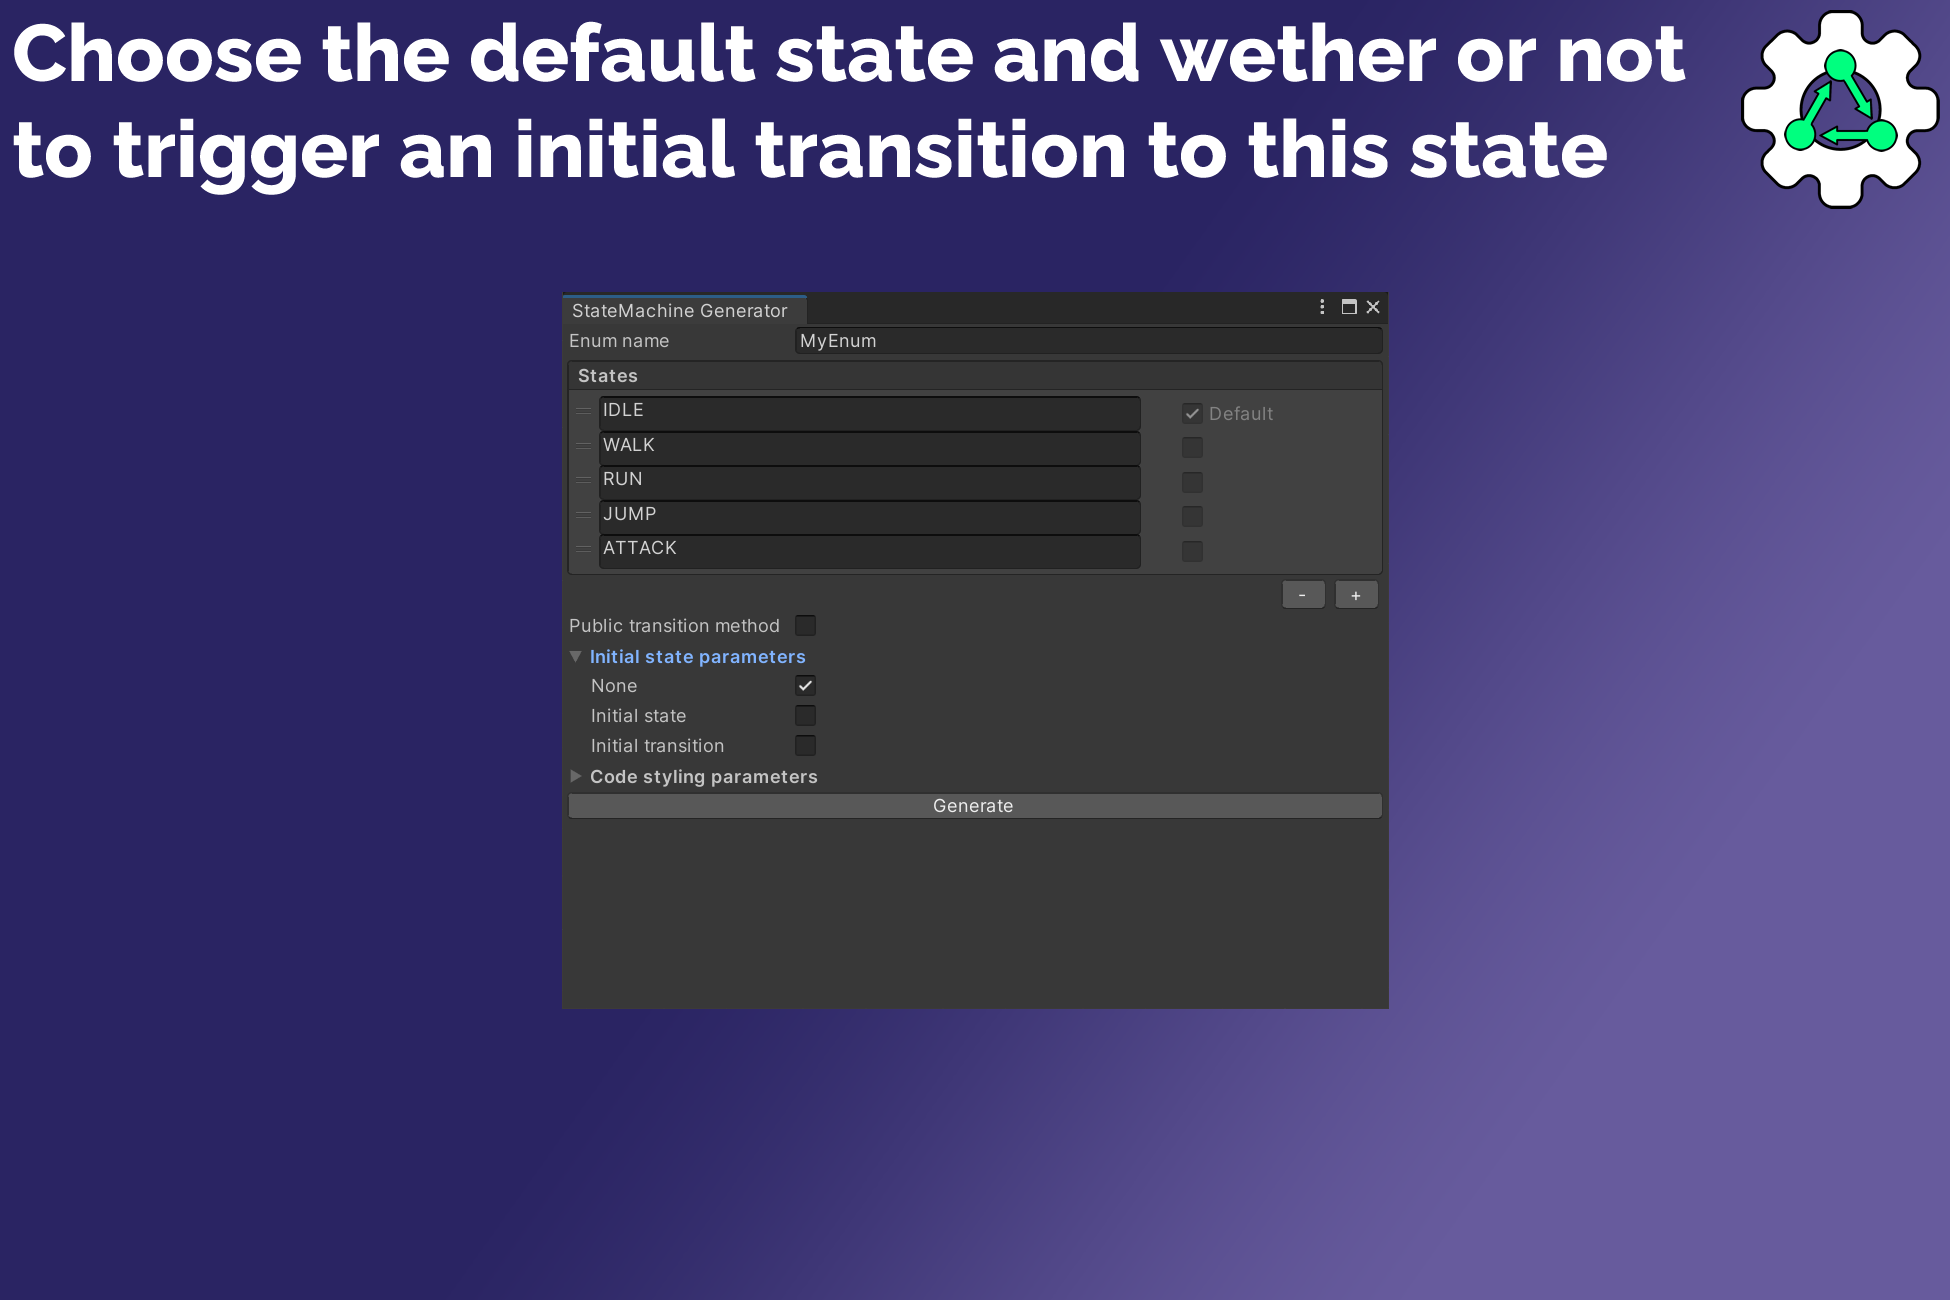 Choose the default state and wether or not
to trigger an initial transition to this state
StateMachine Generator
Enum name MyEnum
States
IDLE Default
WALK
RUN
JUMP
ATTACK
- +
Public transition method
Initial state parameters
None
Initial state
Initial transition
Code styling parameters
Generate